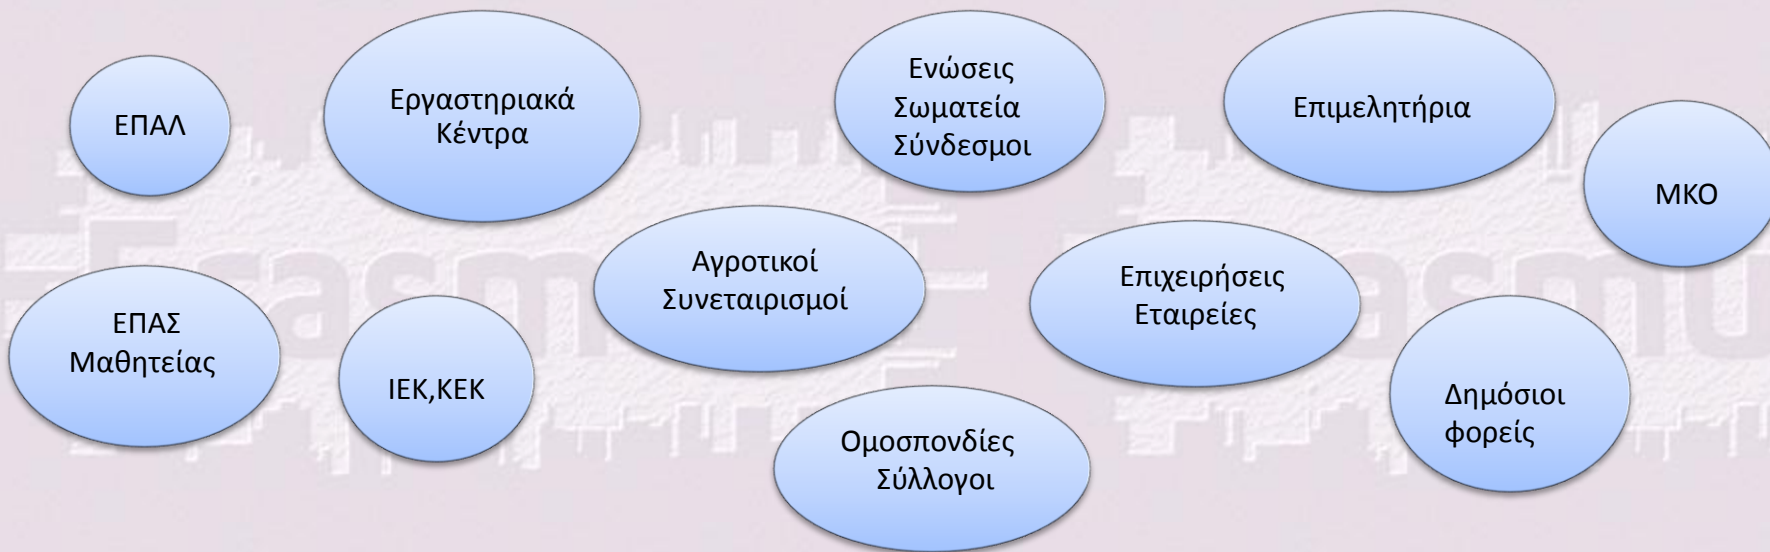 ΕΠΑΛ
Εργαστηριακά
Κέντρα
Ενώσεις
Σωματεία
Σύνδεσμοι
Επιμελητήρια
ΜΚΟ
Αγροτικοί
Συνεταιρισμοί
Επιχειρήσεις
Εταιρείες
ΕΠΑΣ
Μαθητείας
ΙΕΚ,ΚΕΚ
Δημόσιοι
φορείς
Ομοσπονδίες
Σύλλογοι